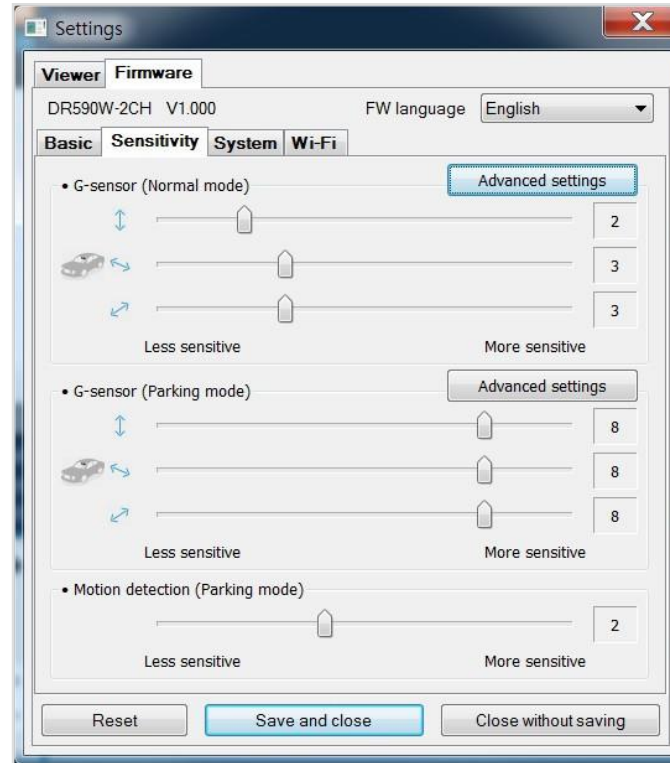 Settings
Viewer Firmware
DR590W-2CH V1.000 FW language English
Basic Sensitivity System Wi-Fi
• G-sensor (Normal mode) Advanced settings
2
3
3
Less sensitive More sensitive
• G-sensor (Parking mode) Advanced settings
8
8
8
Less sensitive More sensitive
• Motion detection (Parking mode)
2
Less sensitive More sensitive
Reset Save and close Close without saving